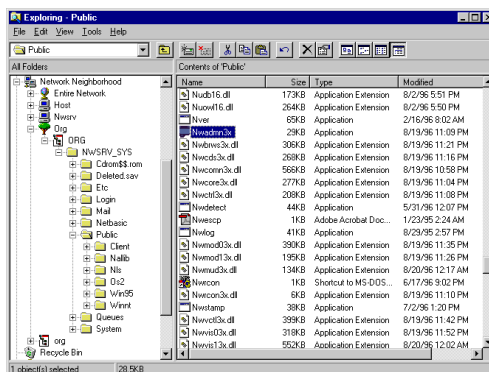 Exploring - Public
File Edit View Tools Help
Public
All Folders
Contents of 'Public'
Network Neighborhood
Entire Network
Host
Nwsrv
Org
ORG
NWSRV_SYS
Cdrom$$.rom
Deleted.sav
Etc
Login
Mail
Netbasic
Public
Client
Nallib
Nls
Os2
Win95
Winnt
Queues
System
org
Recycle Bin
Name Size Type Modified
Nudb16.dll 173KB Application Extension 8/2/96 5:51 PM
Nuowl16.dll 264KB Application Extension 8/2/96 5:50 PM
Nver 65KB Application 2/16/96 8:02 AM
Nwadmn3x 29KB Application 8/19/96 11:09 PM
Nwbrws3x.dll 306KB Application Extension 8/19/96 11:21 PM
Nwcds3x.dll 268KB Application Extension 8/19/96 11:16 PM
Nwcomn3x.dll 566KB Application Extension 8/19/96 10:58 PM
Nwcore3x.dll 277KB Application Extension 8/19/96 11:04 PM
Nwctrl3x.dll 208KB Application Extension 8/19/96 11:08 PM
Nwdetect 44KB Application 5/31/96 12:07 PM
Nwescp 1KB Adobe Acrobat Doc... 1/23/95 2:24 AM
Nwlog 41KB Application 8/29/95 2:57 PM
Nwmod03x.dll 390KB Application Extension 8/19/96 11:35 PM
Nwmod13x.dll 195KB Application Extension 8/19/96 11:26 PM
Nwmud3x.dll 134KB Application Extension 8/20/96 12:17 AM
Nwrcon 1KB Shortcut to MS-DOS... 6/17/96 9:02 PM
Nwrcon3x.dll 6KB Application Extension 8/19/96 11:10 PM
Nwstamp 38KB Application 7/2/96 1:20 PM
Nwvctl3x.dll 399KB Application Extension 8/19/96 11:42 PM
Nwvis03x.dll 318KB Application Extension 8/19/96 11:52 PM
Nwvis13x.dll 552KB Application Extension 8/20/96 12:02 AM
1 object(s) selected 28.5KB